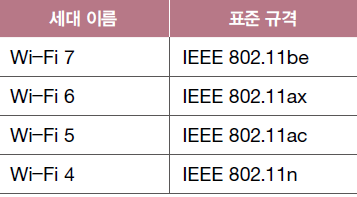 세대 이름 표준 규격
Wi-Fi 7 IEEE 802.11be
Wi-Fi 6 IEEE 802.11ax
Wi-Fi 5 IEEE 802.11ac
Wi-Fi 4 IEEE 802.11n